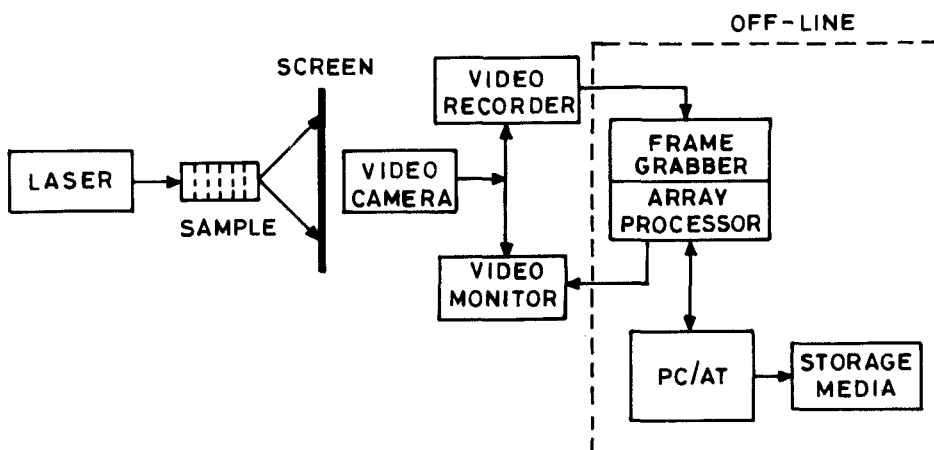 OFF-LINE
SCREEN
VIDEO
RECORDER
LASER
SAMPLE
VIDEO
CAMERA
FRAME
GRABBER
ARRAY
PROCESSOR
VIDEO
MONITOR
PC/AT
STORAGE
MEDIA